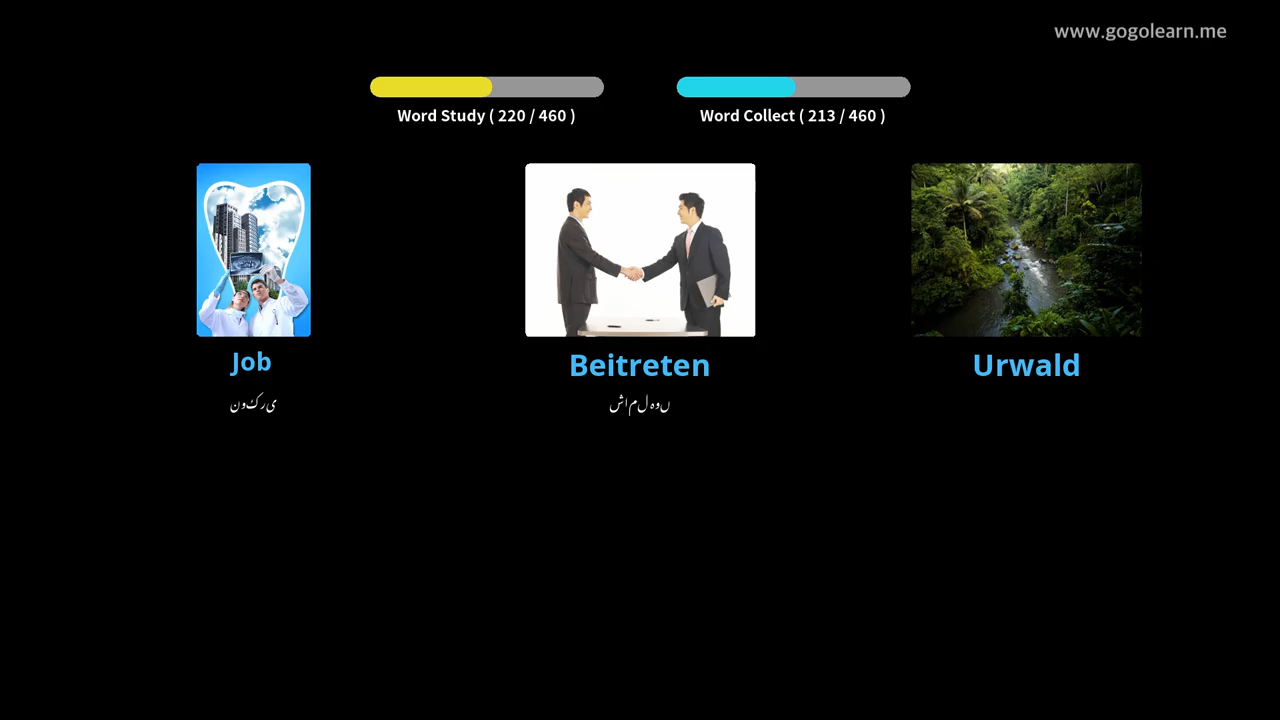 www.gogolearn.me
Word Study ( 220 / 460 )
Word Collect ( 213 / 460 )
Job
Beitreten
Urwald
نوکری
شامل ہوں